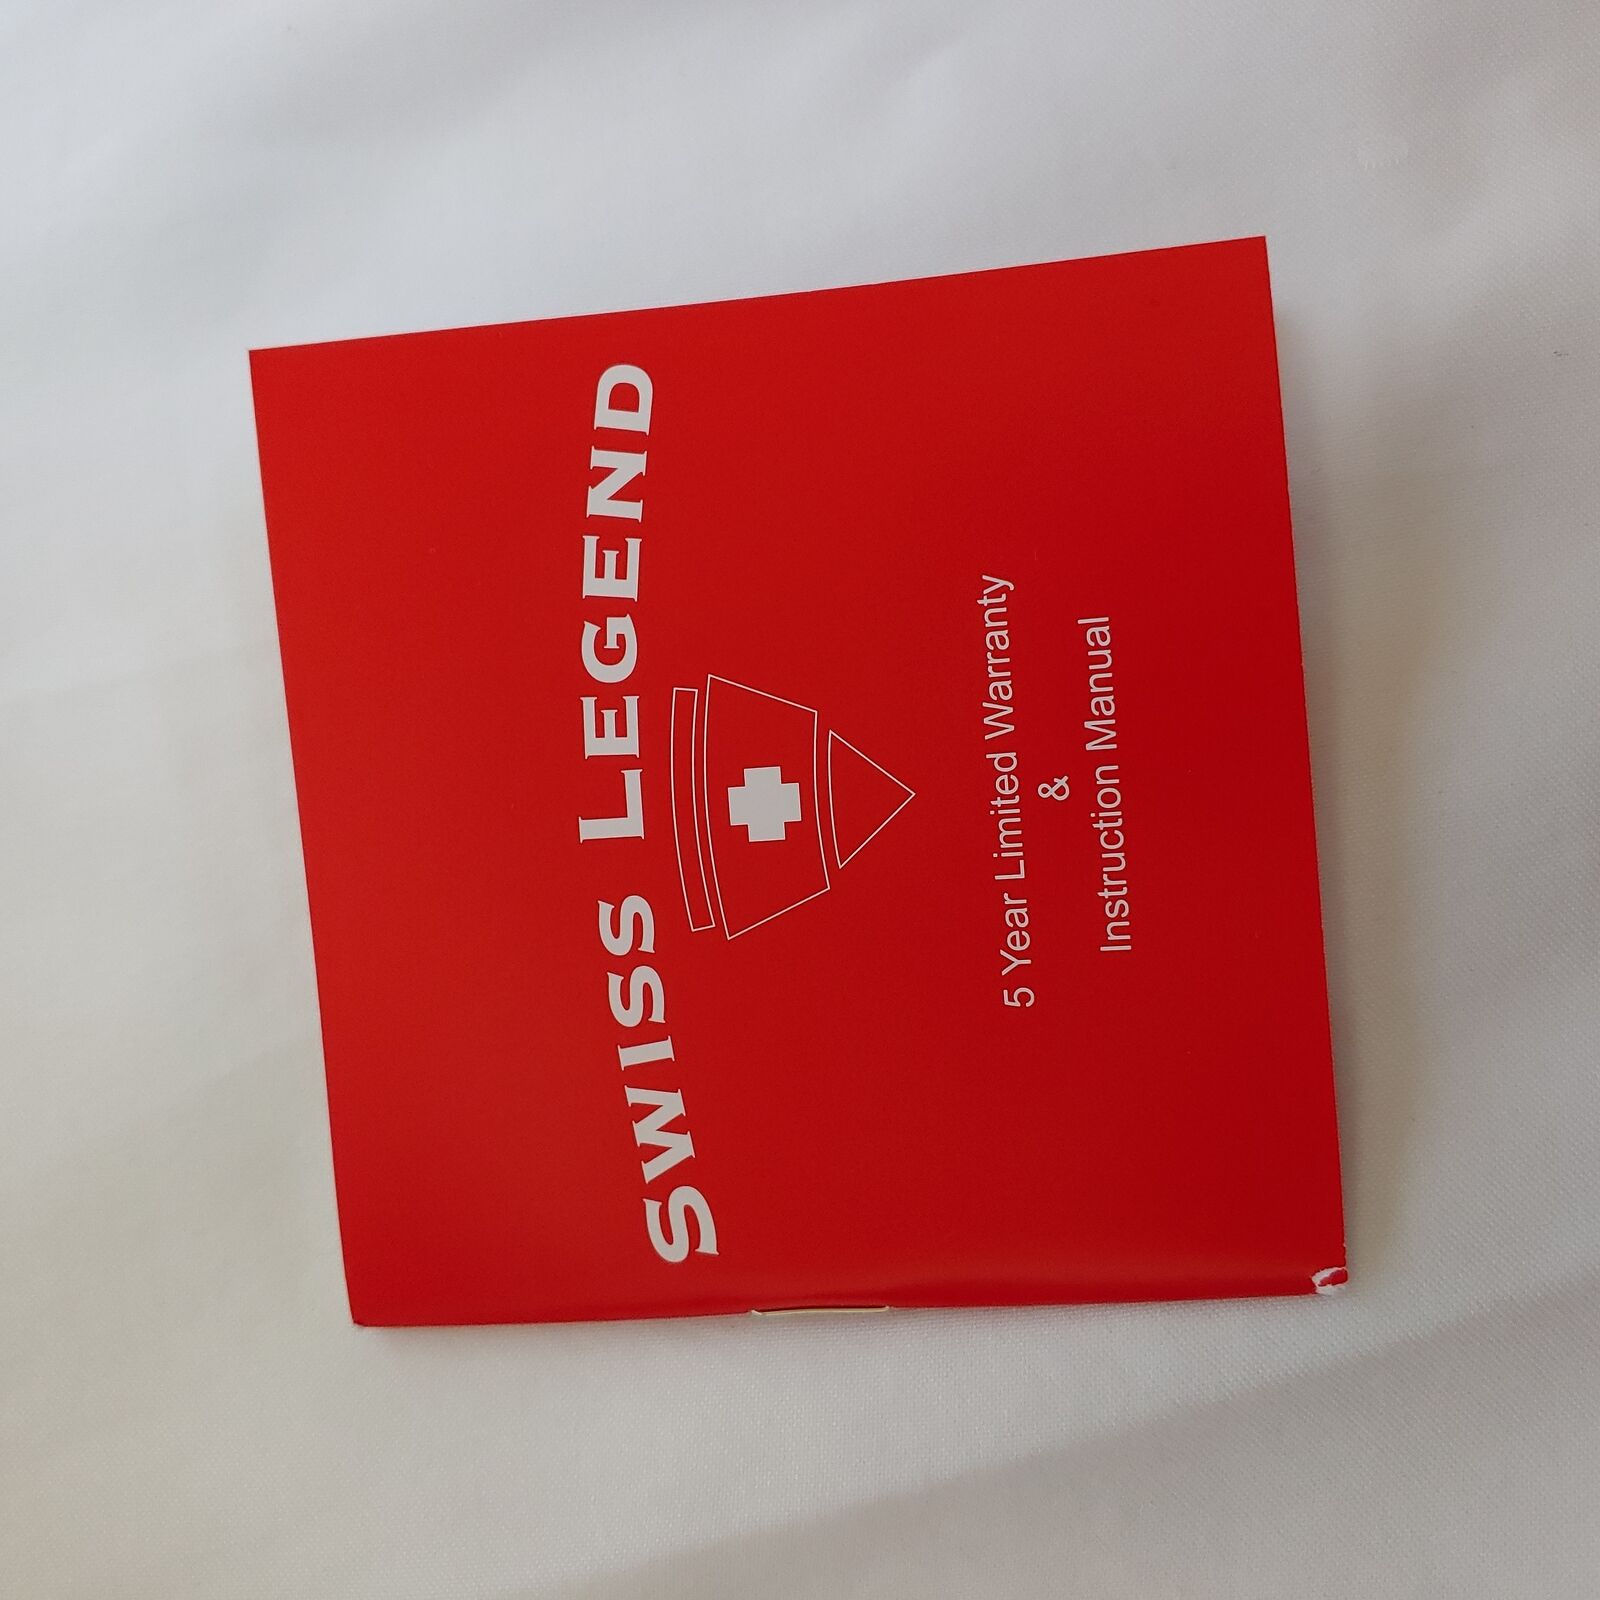 SWISS LEGEND
5 Year Limited Warranty
&
Instruction Manual